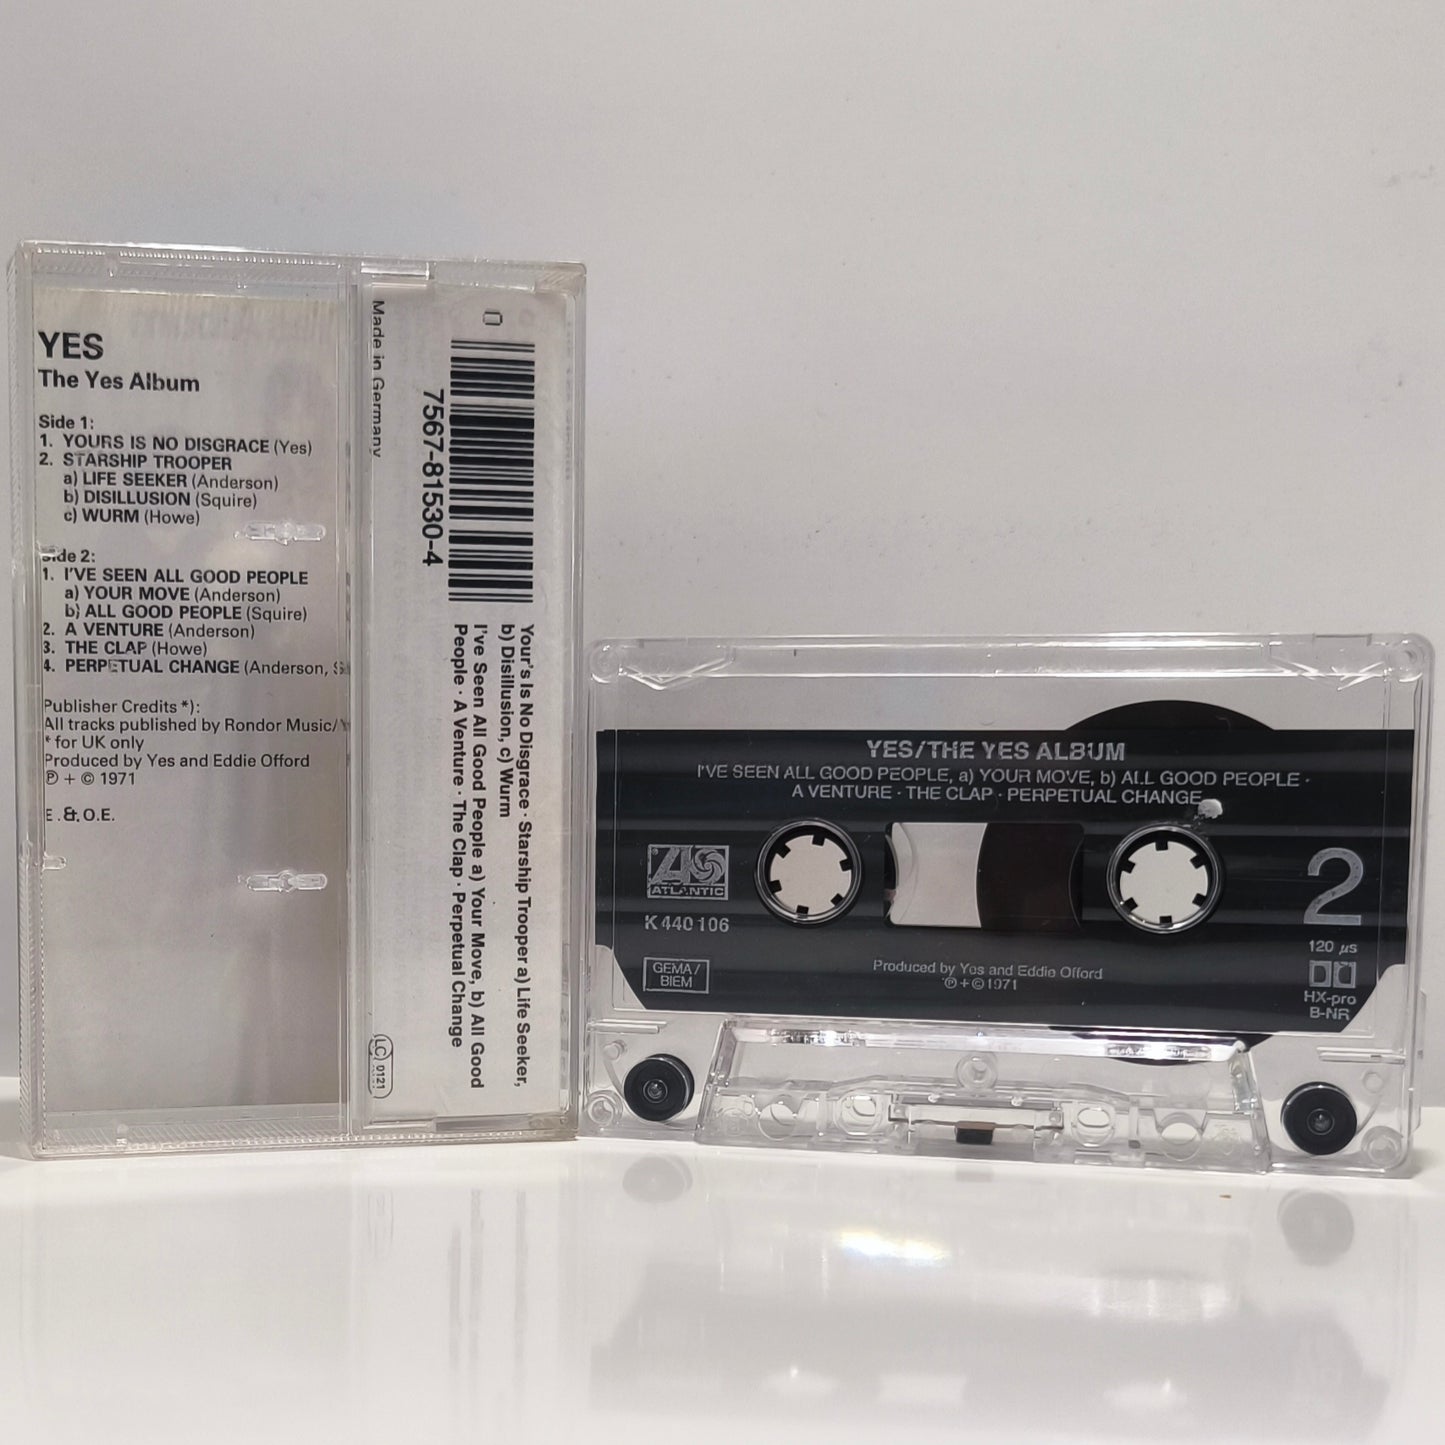 YES
The Yes Album
Side 1:
1. YOURS IS NO DISGRACE (Yes)
2. STARSHIP TROOPER
a) LIFE SEEKER (Anderson)
b) DISILLUSION (Squire)
c) WURM (Howe)
Side 2:
1. I'VE SEEN ALL GOOD PEOPLE
a) YOUR MOVE (Anderson)
b) ALL GOOD PEOPLE (Squire)
2. A VENTURE (Anderson)
3. THE CLAP (Howe)
4. PERPETUAL CHANGE (Anderson,
Publisher Credits *):
All tracks published by Rondor Music/
* for UK only
Produced by Yes and Eddie Offord
℗ + © 1971
E. & O.E.
Made in Germany
0
7567-81530-4
Your's Is No Disgrace · Starship Trooper a) Life Seeker,
b) Disillusion, c) Wurm
I've Seen All Good People a) Your Move, b) All Good
People · A Venture · The Clap · Perpetual Change
LC 0121
YES/THE YES ALBUM
I'VE SEEN ALL GOOD PEOPLE, a) YOUR MOVE, b) ALL GOOD PEOPLE ·
A VENTURE · THE CLAP · PERPETUAL CHANGE
ATLANTIC
K 440 106
GEMA/
BIEM
Produced by Yes and Eddie Offord
℗ + © 1971
2
120 µs
HX-pro
B-NR